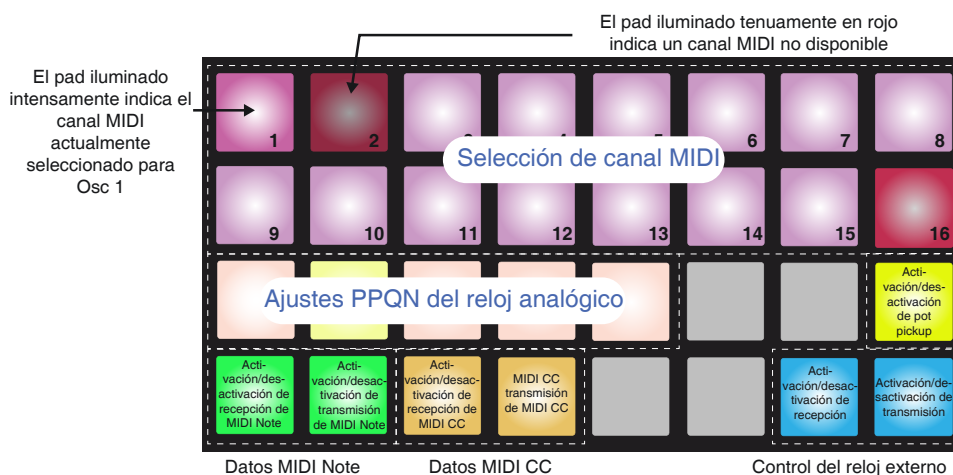 El pad iluminado tenuamente en rojo
indica un canal MIDI no disponible
El pad iluminado
intensamente indica el
canal MIDI
actualmente
seleccionado para
Osc 1
1
2
3
4
5
6
7
8
Selección de canal MIDI
9
10
11
12
13
14
15
16
Ajustes PPQN del reloj analógico
Acti-
vación/des-
activación
de pot
pickup
Acti-
vación/des-
activación de
recepción de
MIDI Note
Acti-
vación/desac-
tivación de
transmisión
de MIDI Note
Acti-
vación/desac-
tivación de
recepción de
MIDI CC
MIDI CC
transmisión
de MIDI CC
Acti-
vación/desac-
tivación de
recepción
Activación/de-
sactivación de
transmisión
Datos MIDI Note
Datos MIDI CC
Control del reloj externo